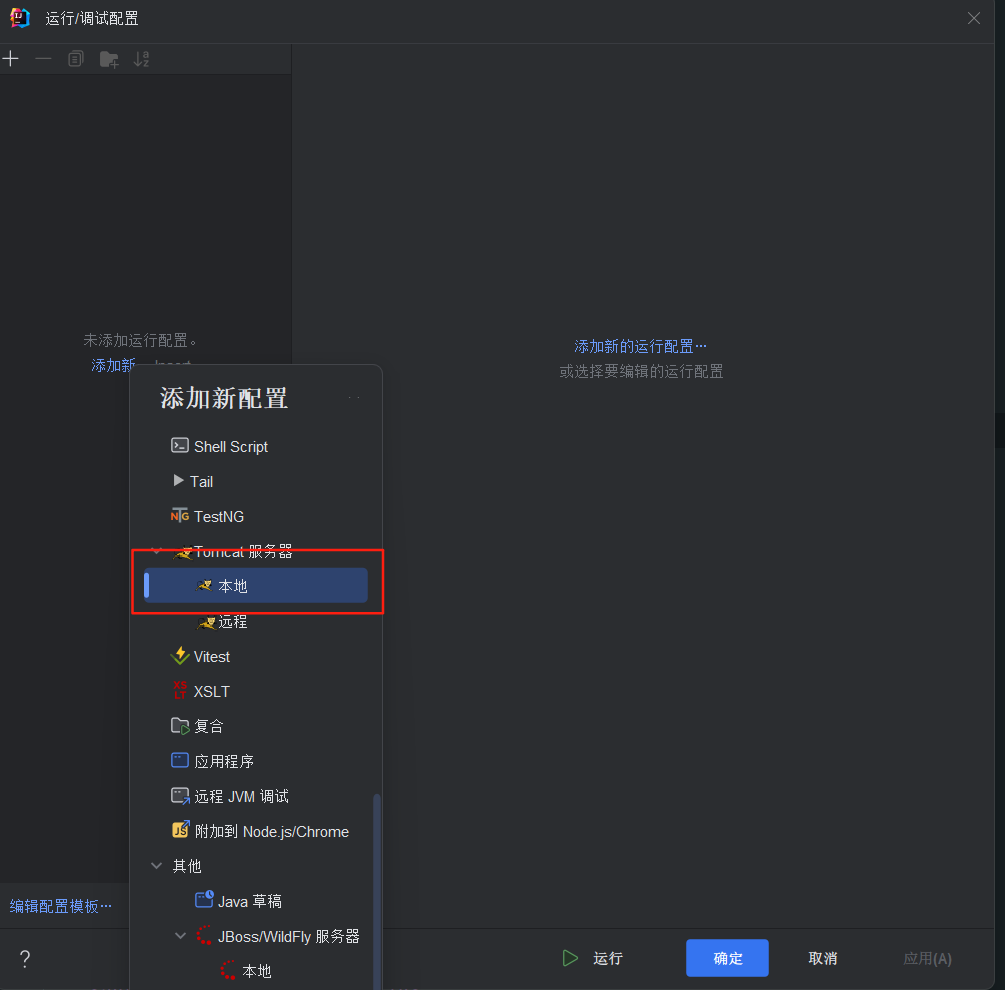 运行/调试配置
未添加运行配置。
添加新
添加新的运行配置…
或选择要编辑的运行配置
添加新配置
Shell Script
Tail
TestNG
Tomcat 服务器
本地
远程
Vitest
XSLT
复合
应用程序
远程 JVM 调试
附加到 Node.js/Chrome
其他
Java 草稿
JBoss/WildFly 服务器
本地
编辑配置模板…
? 运行 确定 取消 应用(A)